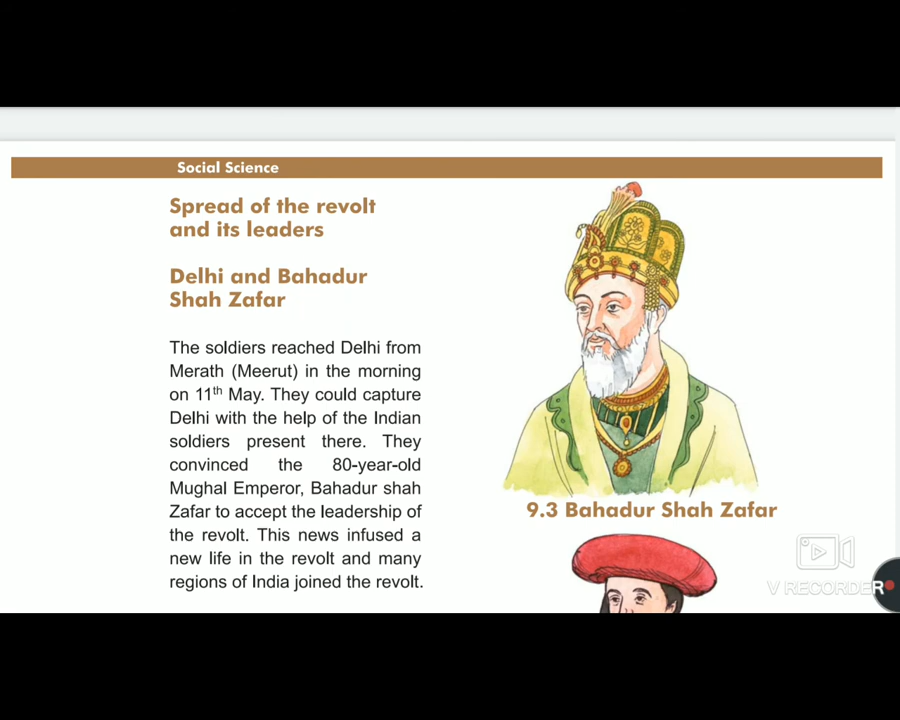 Social Science
Spread of the revolt
and its leaders
Delhi and Bahadur
Shah Zafar
The soldiers reached Delhi from
Merath (Meerut) in the morning
on 11th May. They could capture
Delhi with the help of the Indian
soldiers present there. They
convinced the 80-year-old
Mughal Emperor, Bahadur shah
Zafar to accept the leadership of
the revolt. This news infused a
new life in the revolt and many
regions of India joined the revolt.
9.3 Bahadur Shah Zafar
V RECORDER